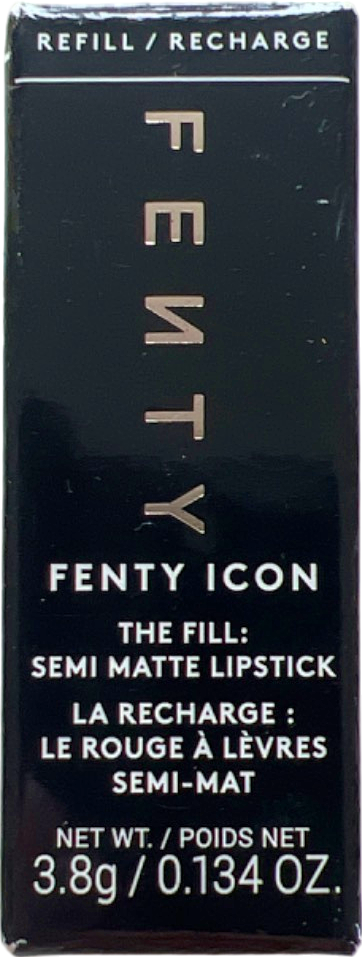 REFILL / RECHARGE
FENTY
FENTY ICON
THE FILL:
SEMI MATTE LIPSTICK
LA RECHARGE :
LE ROUGE À LÈVRES
SEMI-MAT
NET WT. / POIDS NET
3.8g / 0.134 OZ.